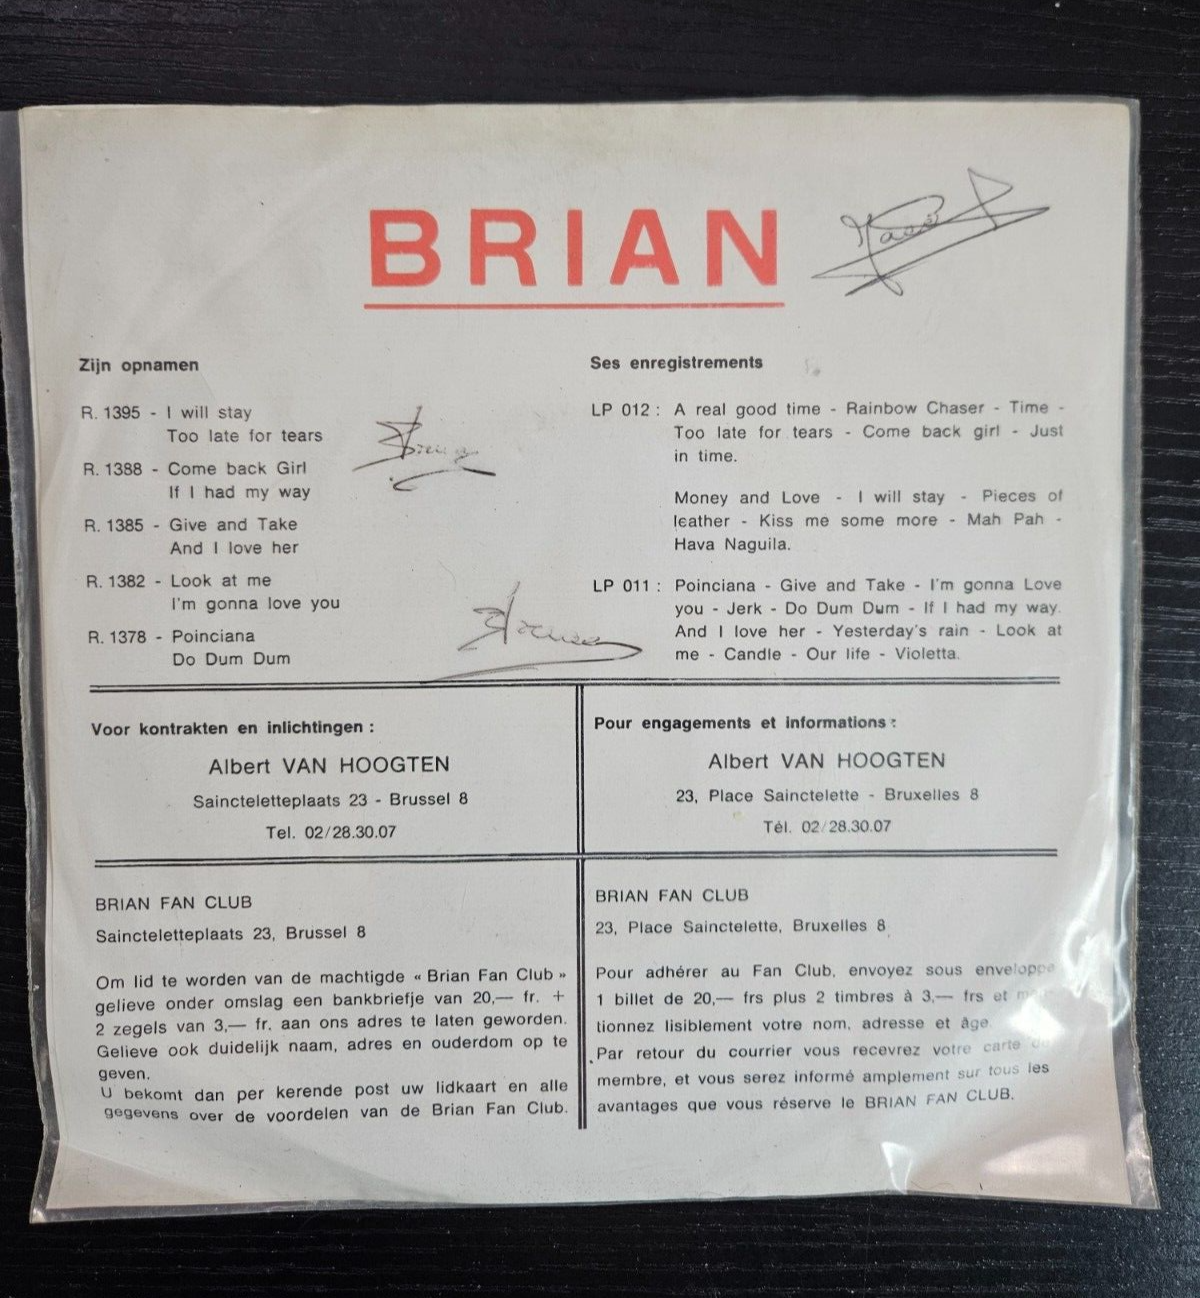 BRIAN
Zijn opnamen
R. 1395 - I will stay
Too late for tears
R. 1388 - Come back Girl
If I had my way
R. 1385 - Give and Take
And I love her
R. 1382 - Look at me
I'm gonna love you
R. 1378 - Poinciana
Do Dum Dum
Ses enregistrements
LP 012 : A real good time - Rainbow Chaser - Time -
Too late for tears - Come back girl - Just
in time.
Money and Love - I will stay - Pieces of
leather - Kiss me some more - Mah Pah -
Hava Naguila.
LP 011 : Poinciana - Give and Take - I'm gonna Love
you - Jerk - Do Dum Dum - If I had my way.
And I love her - Yesterday's rain - Look at
me - Candle - Our life - Violetta.
Voor kontrakten en inlichtingen :
Albert VAN HOOGTEN
Saincteletteplaats 23 - Brussel 8
Tel. 02/28.30.07
Pour engagements et informations :
Albert VAN HOOGTEN
23, Place Sainctelette - Bruxelles 8
Tél. 02/28.30.07
BRIAN FAN CLUB
Saincteletteplaats 23, Brussel 8
Om lid te worden van de machtigde « Brian Fan Club »
gelieve onder omslag een bankbriefje van 20,— fr. +
2 zegels van 3,— fr. aan ons adres te laten geworden.
Gelieve ook duidelijk naam, adres en ouderdom op te
geven.
U bekomt dan per kerende post uw lidkaart en alle
gegevens over de voordelen van de Brian Fan Club.
BRIAN FAN CLUB
23, Place Sainctelette, Bruxelles 8
Pour adhérer au Fan Club, envoyez sous enveloppe
1 billet de 20,— frs plus 2 timbres à 3,— frs et
tionnez lisiblement votre nom, adresse et âge.
Par retour du courrier vous recevrez votre carte
membre, et vous serez informé amplement sur tous les
avantages que vous réserve le BRIAN FAN CLUB.